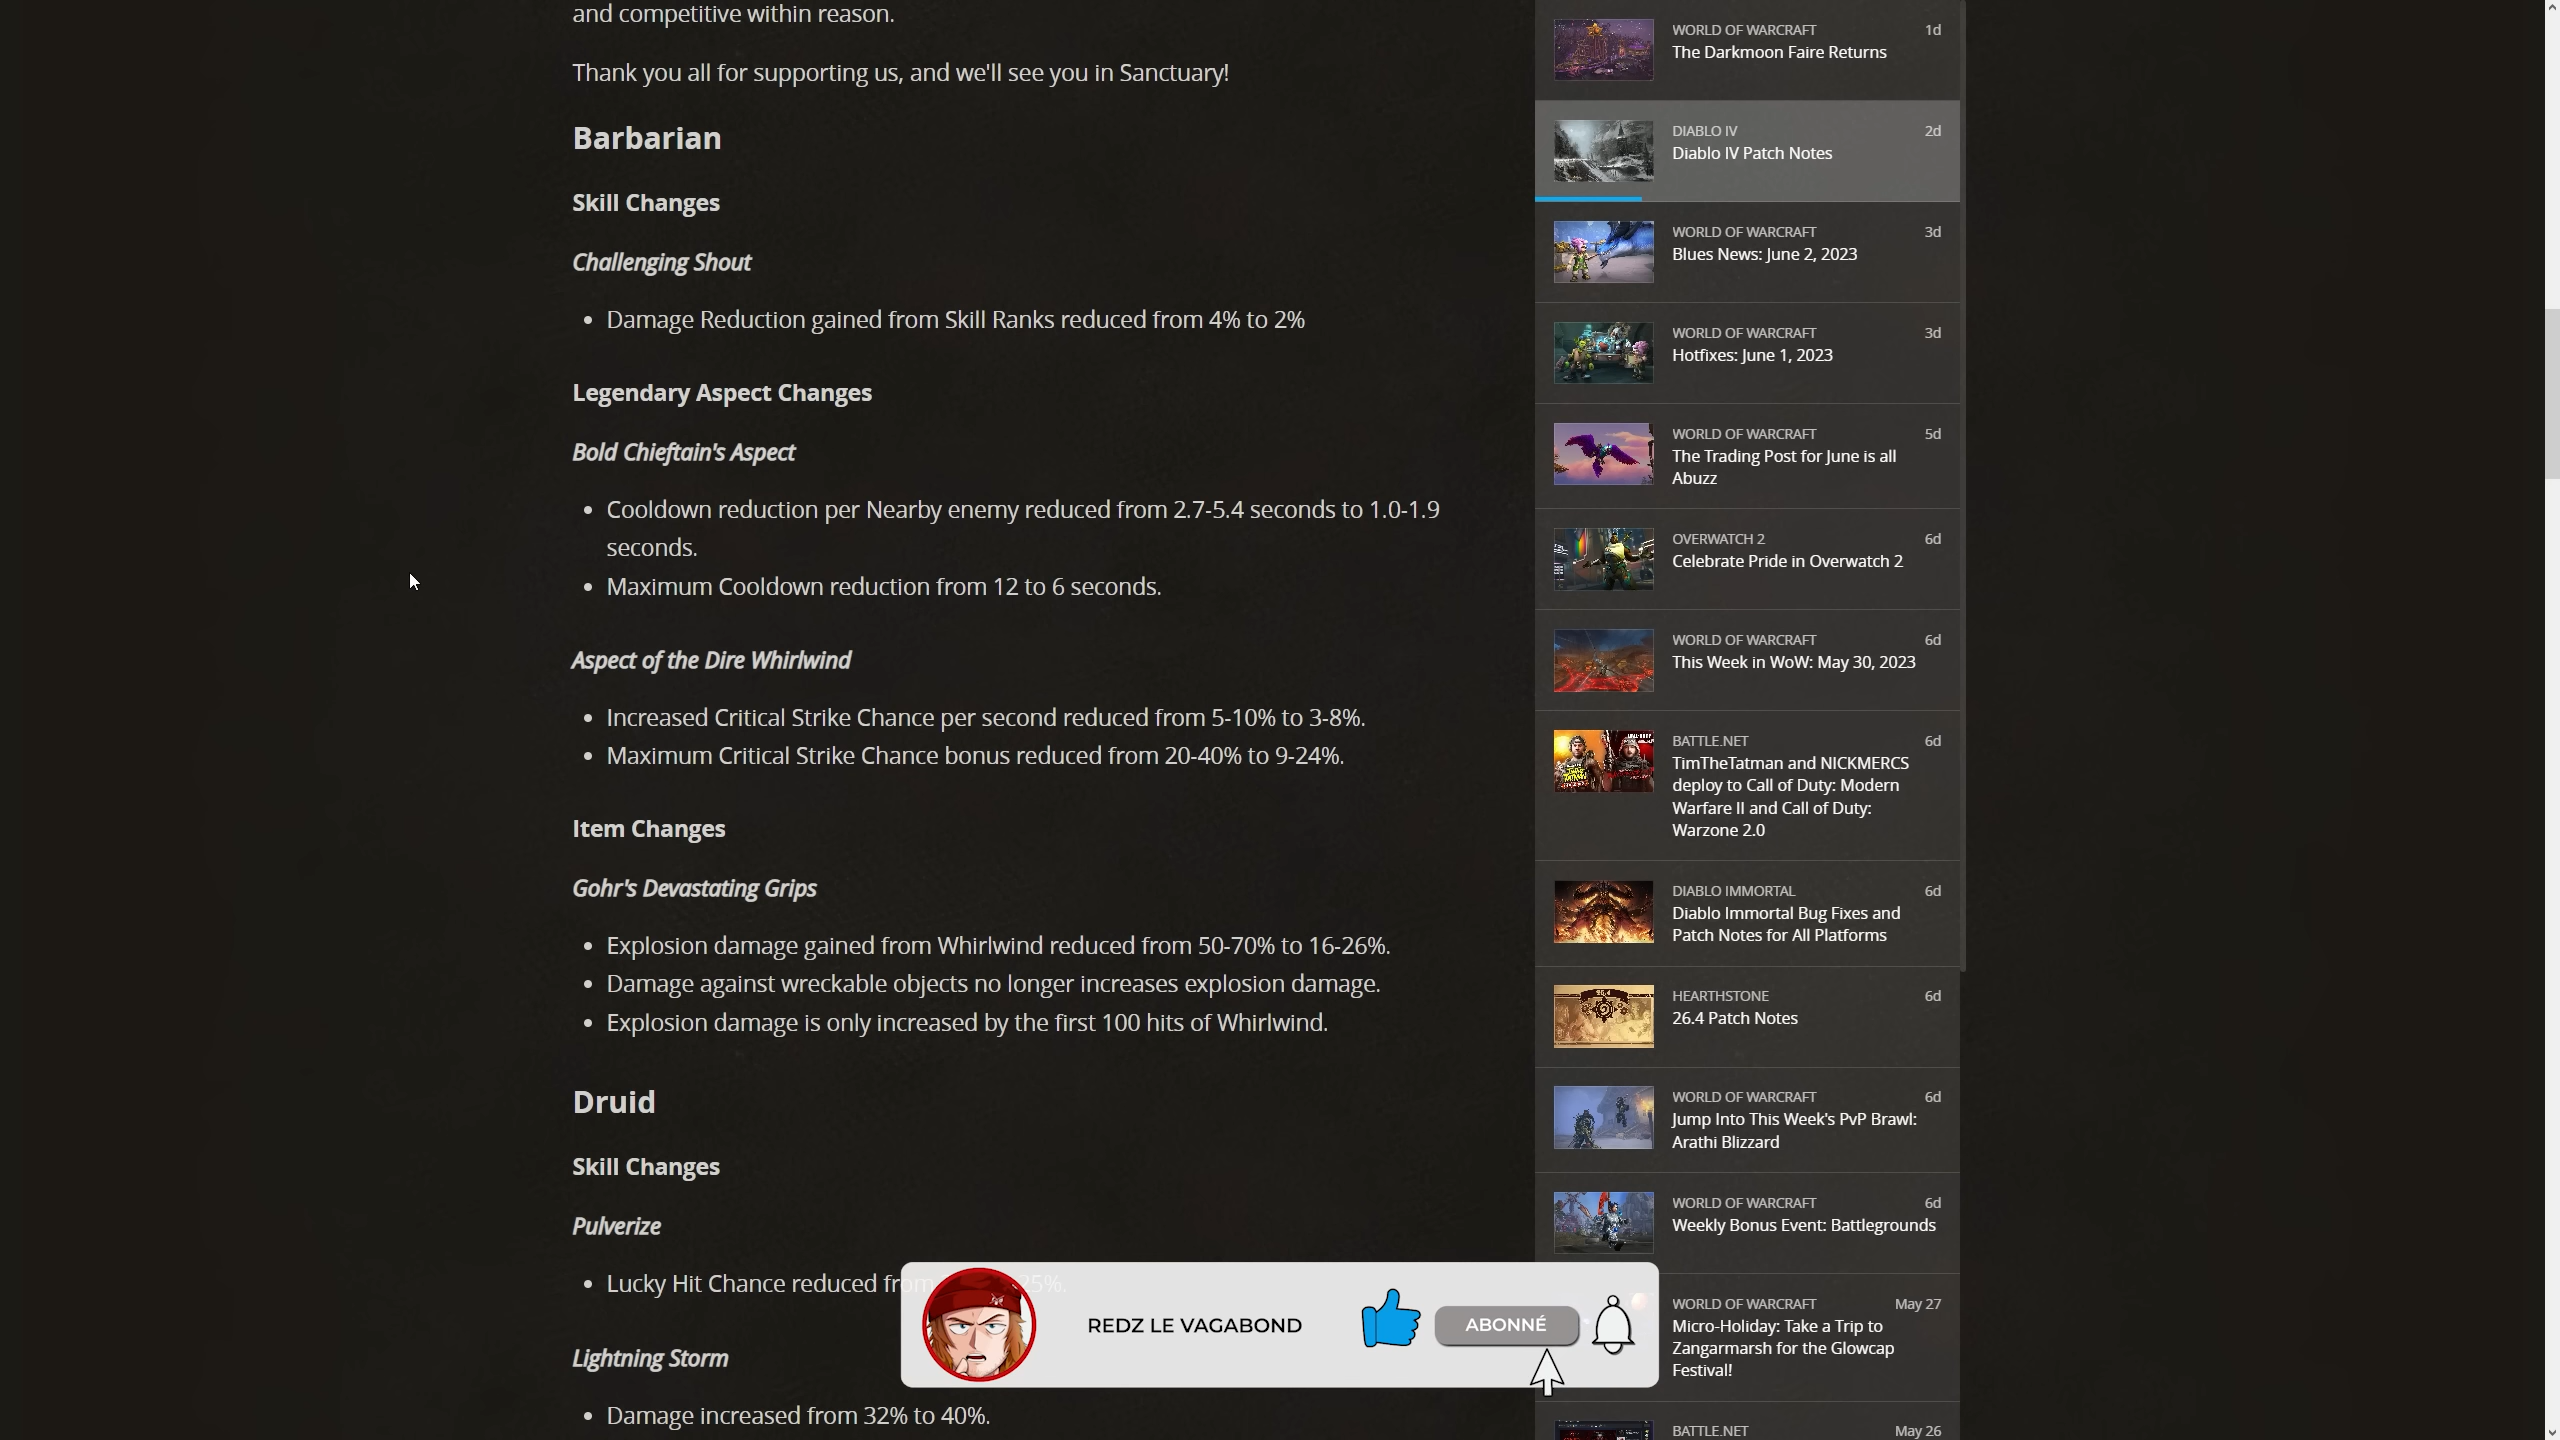 and competitive within reason.
Thank you all for supporting us, and we'll see you in Sanctuary!
Barbarian
Skill Changes
Challenging Shout
• Damage Reduction gained from Skill Ranks reduced from 4% to 2%
Legendary Aspect Changes
Bold Chieftain's Aspect
• Cooldown reduction per Nearby enemy reduced from 2.7-5.4 seconds to 1.0-1.9
seconds.
• Maximum Cooldown reduction from 12 to 6 seconds.
Aspect of the Dire Whirlwind
• Increased Critical Strike Chance per second reduced from 5-10% to 3-8%.
• Maximum Critical Strike Chance bonus reduced from 20-40% to 9-24%.
Item Changes
Gohr's Devastating Grips
• Explosion damage gained from Whirlwind reduced from 50-70% to 16-26%.
• Damage against wreckable objects no longer increases explosion damage.
• Explosion damage is only increased by the first 100 hits of Whirlwind.
Druid
Skill Changes
Pulverize
• Lucky Hit Chance reduced from 25%.
Lightning Storm
• Damage increased from 32% to 40%.
WORLD OF WARCRAFT 1d
The Darkmoon Faire Returns
DIABLO IV 2d
Diablo IV Patch Notes
WORLD OF WARCRAFT 3d
Blues News: June 2, 2023
WORLD OF WARCRAFT 3d
Hotfixes: June 1, 2023
WORLD OF WARCRAFT 5d
The Trading Post for June is all
Abuzz
OVERWATCH 2 6d
Celebrate Pride in Overwatch 2
WORLD OF WARCRAFT 6d
This Week in WoW: May 30, 2023
BATTLE.NET 6d
TimTheTatman and NICKMERCS
deploy to Call of Duty: Modern
Warfare II and Call of Duty:
Warzone 2.0
DIABLO IMMORTAL 6d
Diablo Immortal Bug Fixes and
Patch Notes for All Platforms
HEARTHSTONE 6d
26.4 Patch Notes
WORLD OF WARCRAFT 6d
Jump Into This Week's PvP Brawl:
Arathi Blizzard
WORLD OF WARCRAFT 6d
Weekly Bonus Event: Battlegrounds
WORLD OF WARCRAFT May 27
Micro-Holiday: Take a Trip to
Zangarmarsh for the Glowcap
Festival!
BATTLE.NET May 26
REDZ LE VAGABOND
ABONNÉ